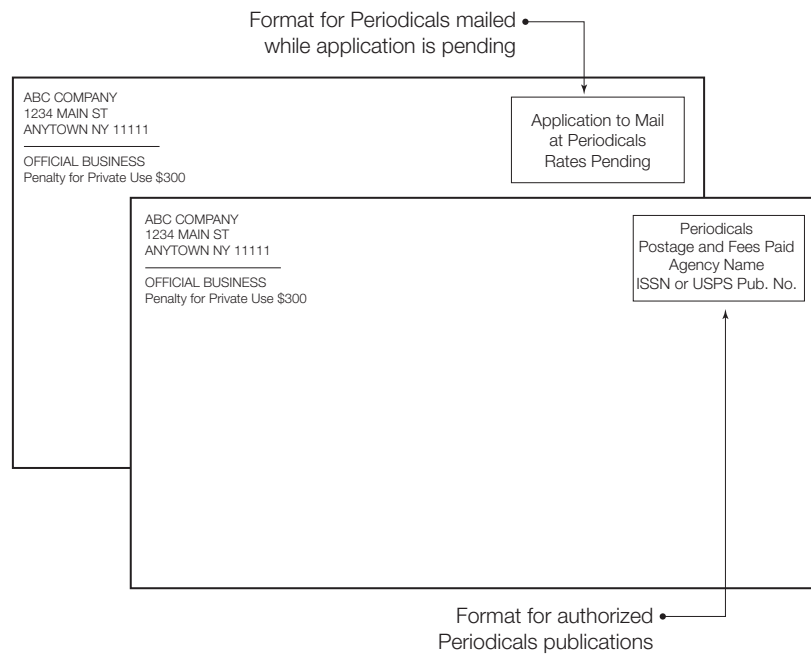 Format for Periodicals mailed
while application is pending
ABC COMPANY
1234 MAIN ST
ANYTOWN NY 11111
OFFICIAL BUSINESS
Penalty for Private Use $300
Application to Mail
at Periodicals
Rates Pending
ABC COMPANY
1234 MAIN ST
ANYTOWN NY 11111
OFFICIAL BUSINESS
Penalty for Private Use $300
Periodicals
Postage and Fees Paid
Agency Name
ISSN or USPS Pub. No.
Format for authorized
Periodicals publications